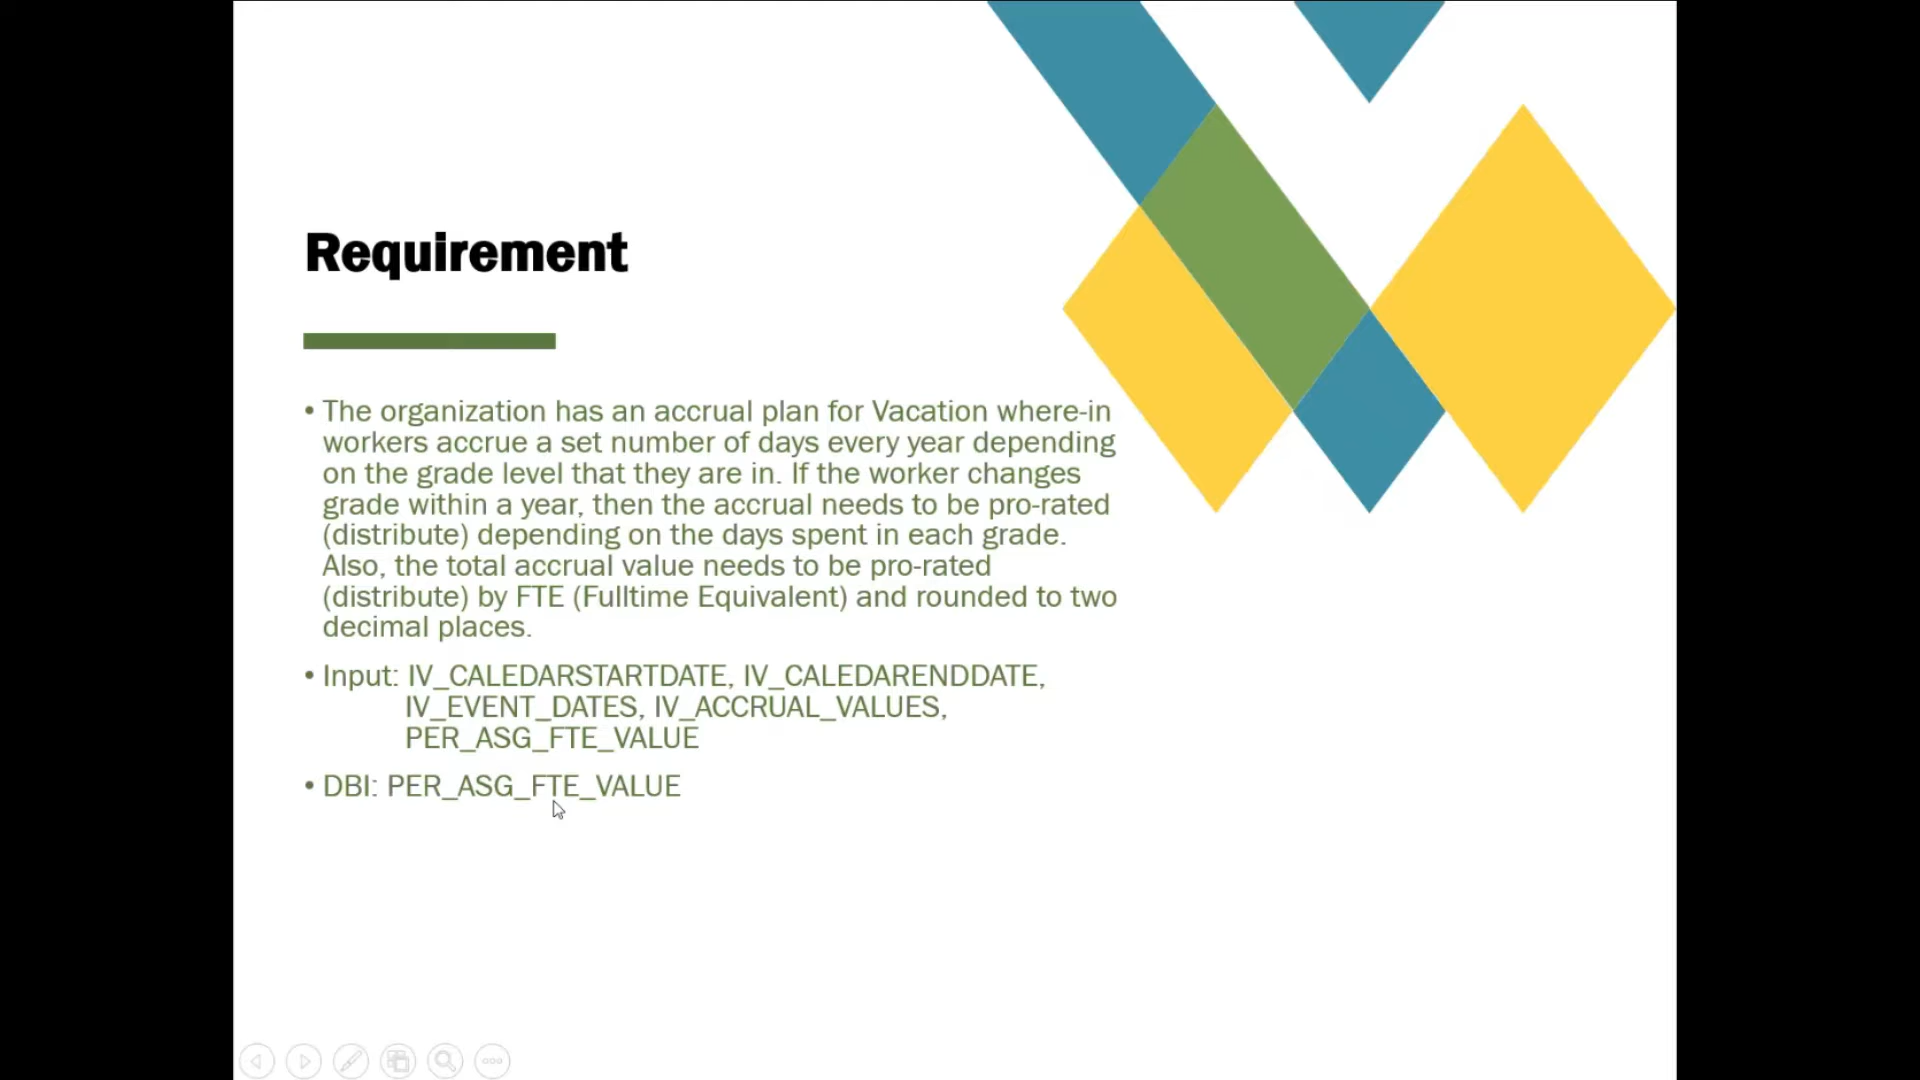 Requirement
• The organization has an accrual plan for Vacation where-in
workers accrue a set number of days every year depending
on the grade level that they are in. If the worker changes
grade within a year, then the accrual needs to be pro-rated
(distribute) depending on the days spent in each grade.
Also, the total accrual value needs to be pro-rated
(distribute) by FTE (Fulltime Equivalent) and rounded to two
decimal places.
• Input: IV_CALEDARSTARTDATE, IV_CALEDARENDDATE,
IV_EVENT_DATES, IV_ACCRUAL_VALUES,
PER_ASG_FTE_VALUE
• DBI: PER_ASG_FTE_VALUE